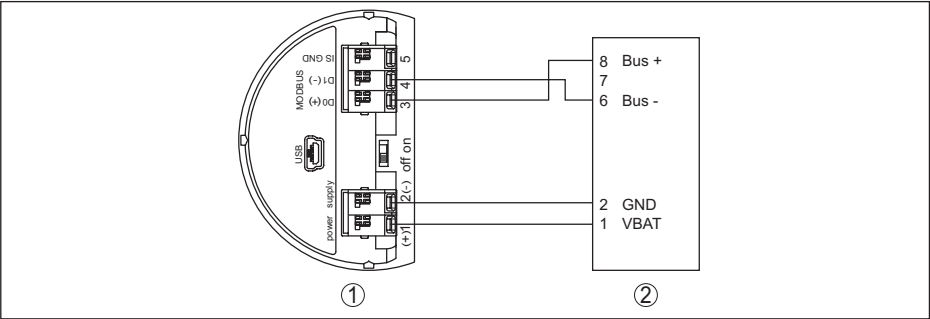 IS GND
5
D1(-)
4
MODBUS
D0(+)
3
USB
off on
power supply
2(-)
(+)1
8 Bus +
7
6 Bus -
2 GND
1 VBAT
1
2